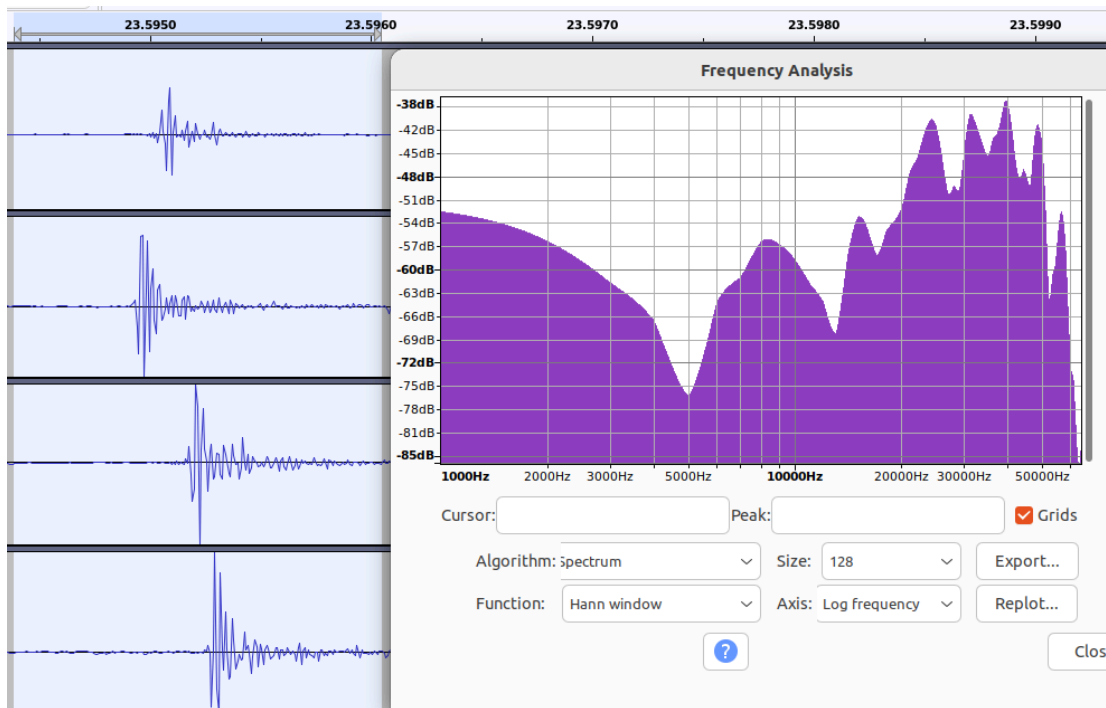 23.5950 23.5960 23.5970 23.5980 23.5990
Frequency Analysis
-38dB
-42dB
-45dB
-48dB
-51dB
-54dB
-57dB
-60dB
-63dB
-66dB
-69dB
-72dB
-75dB
-78dB
-81dB
-85dB
1000Hz 2000Hz 3000Hz 5000Hz 10000Hz 20000Hz 30000Hz 50000Hz
Cursor: Peak: Grids
Algorithm: Spectrum Size: 128 Export...
Function: Hann window Axis: Log frequency Replot...
? Clos